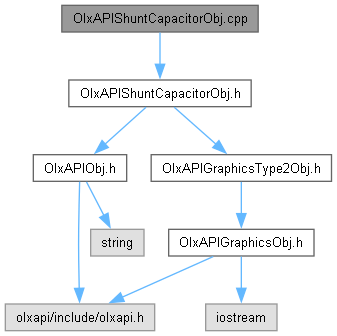 OlxAPIShuntCapacitorObj.cpp
OlxAPIShuntCapacitorObj.h
OlxAPIObj.h
OlxAPIGraphicsType2Obj.h
string
OlxAPIGraphicsObj.h
olxapi/include/olxapi.h
iostream